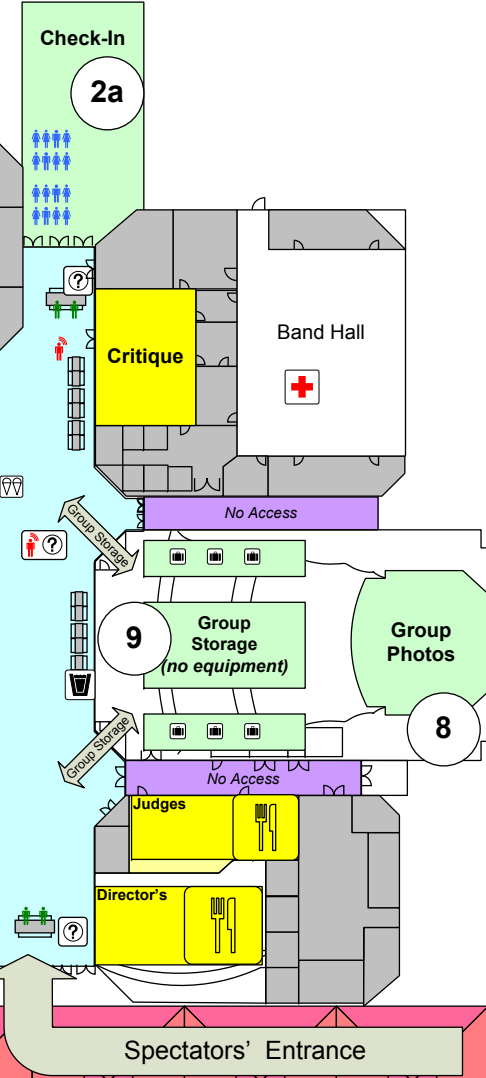 Check-In
2a
?
Critique
Band Hall
No Access
Group Storage
?
9
Group
Storage
(no equipment)
Group
Photos
8
Group Storage
No Access
Judges
Director's
?
Spectators' Entrance